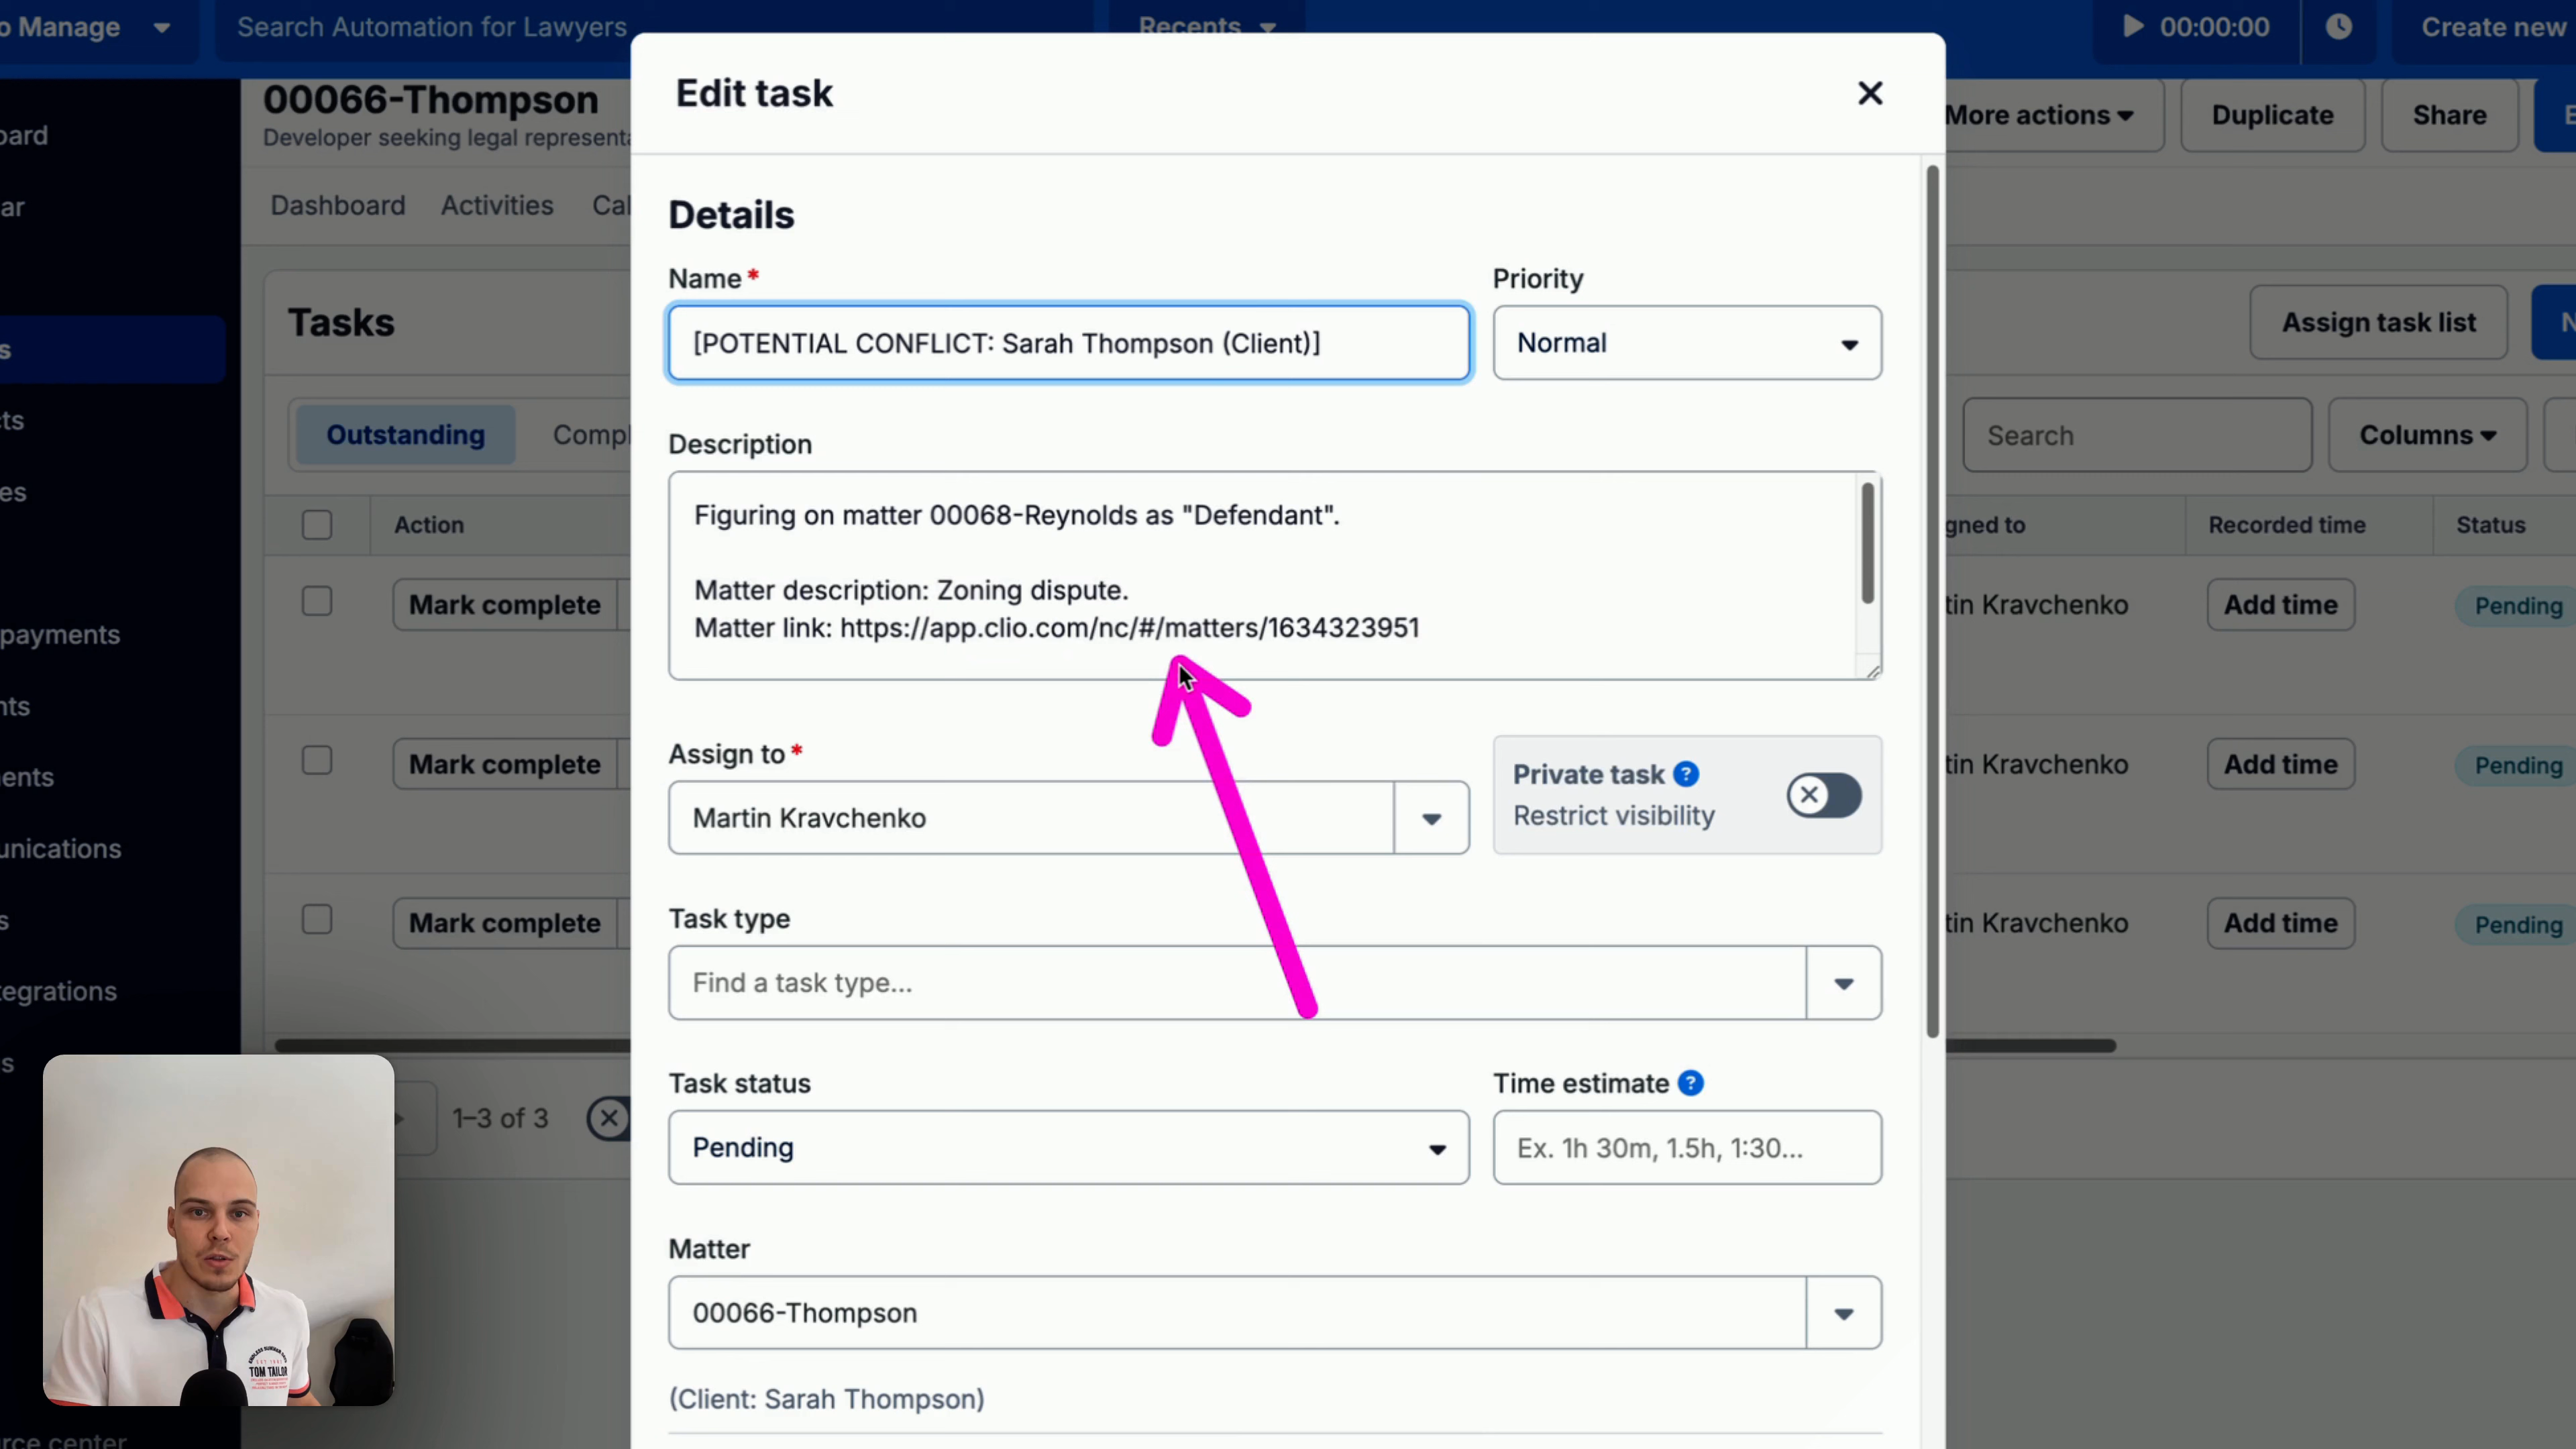 o Manage
Search Automation for Lawyers
Recents
00:00:00
Create new
00066-Thompson
Developer seeking legal representa
More actions
Duplicate
Share
Dashboard
Activities
Cal
Tasks
Assign task list
Outstanding
Compl
Search
Columns
Action
gned to
Recorded time
Status
Mark complete
tin Kravchenko
Add time
Pending
Mark complete
tin Kravchenko
Add time
Pending
Mark complete
tin Kravchenko
Add time
Pending
1–3 of 3
oard
ar
s
cts
es
payments
nts
ents
unications
s
tegrations
s
rce center
Edit task
Details
Name*
Priority
[POTENTIAL CONFLICT: Sarah Thompson (Client)]
Normal
Description
Figuring on matter 00068-Reynolds as "Defendant".
Matter description: Zoning dispute.
Matter link: https://app.clio.com/nc/#/matters/1634323951
Assign to*
Martin Kravchenko
Private task ?
Restrict visibility
Task type
Find a task type...
Task status
Time estimate ?
Pending
Ex. 1h 30m, 1.5h, 1:30...
Matter
00066-Thompson
(Client: Sarah Thompson)
TOM TAILOR